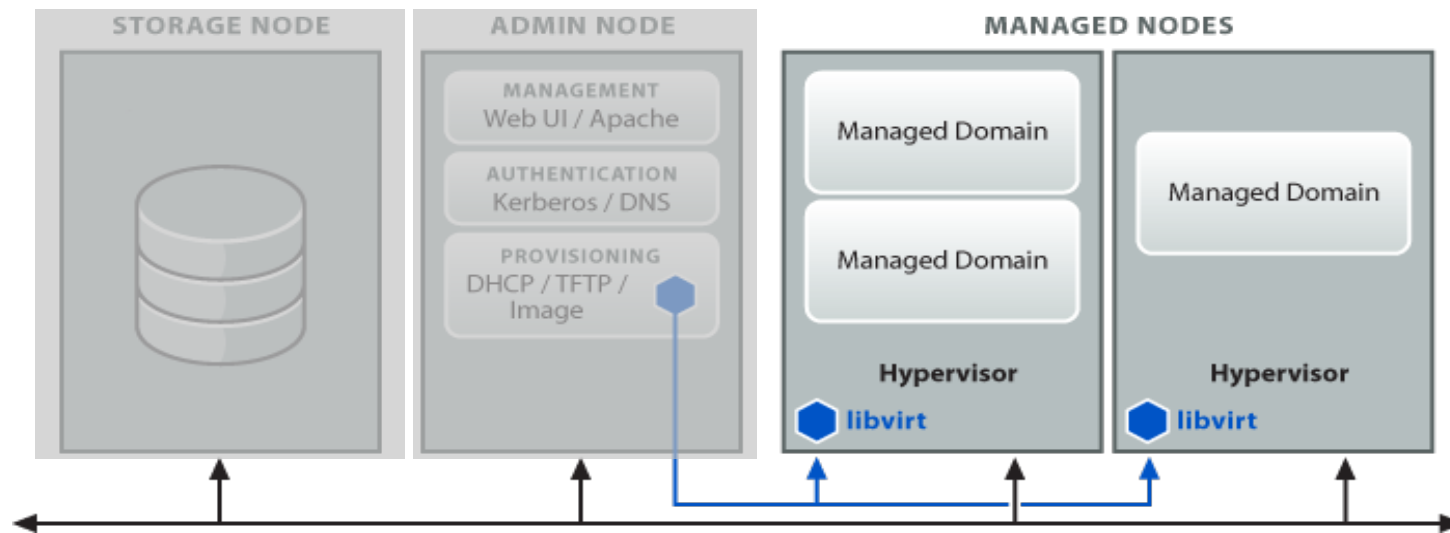 STORAGE NODE
ADMIN NODE
MANAGED NODES
MANAGEMENT
Web UI / Apache
AUTHENTICATION
Kerberos / DNS
PROVISIONING
DHCP / TFTP /
Image
Managed Domain
Managed Domain
Hypervisor
libvirt
Managed Domain
Hypervisor
libvirt